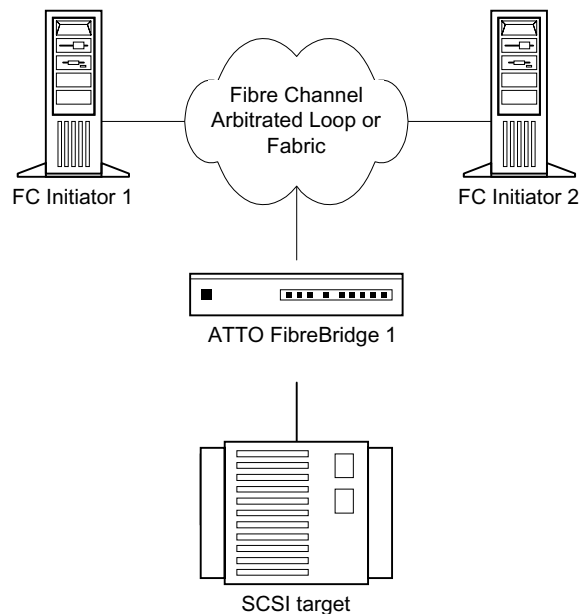 Fibre Channel
Arbitrated Loop or
Fabric
FC Initiator 1
FC Initiator 2
ATTO FibreBridge 1
SCSI target